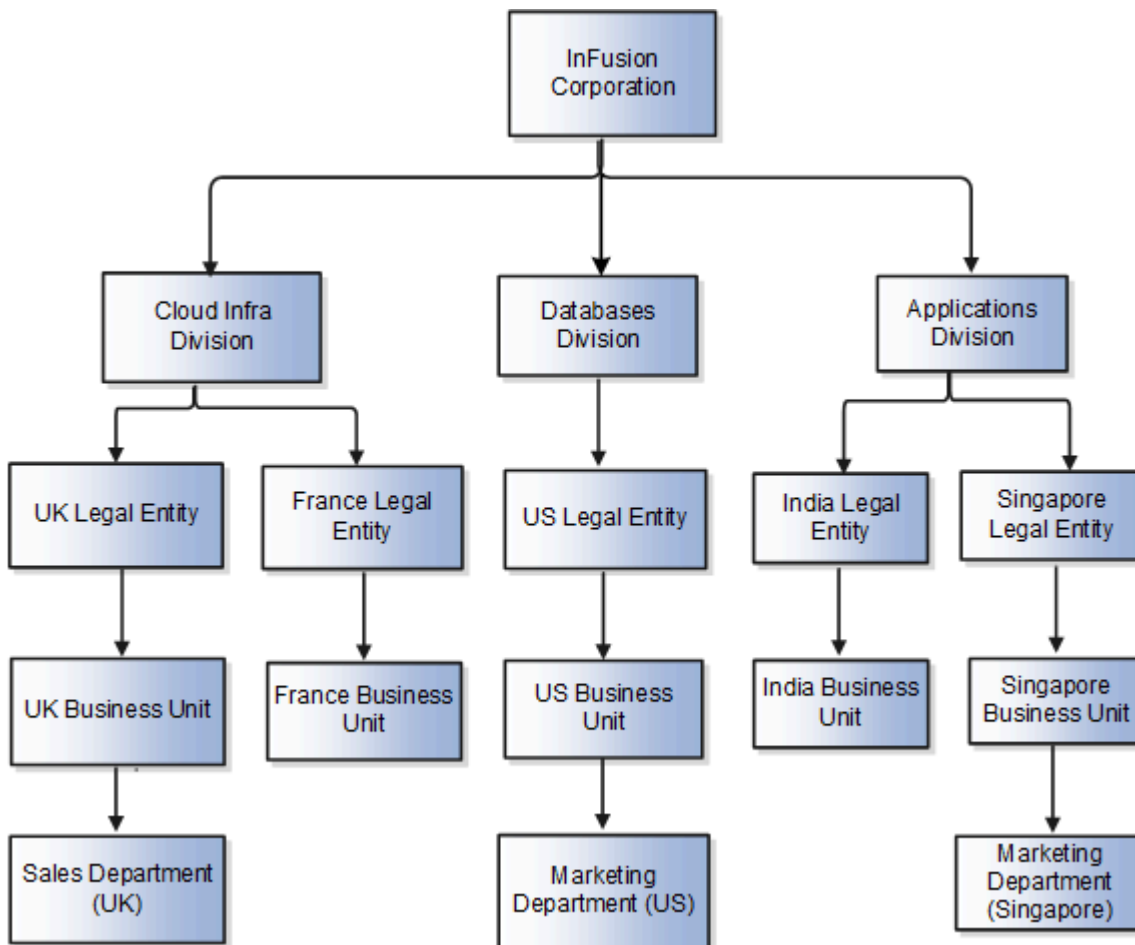 InFusion
Corporation
Cloud Infra
Division
Databases
Division
Applications
Division
UK Legal Entity
France Legal
Entity
US Legal Entity
India Legal
Entity
Singapore
Legal Entity
UK Business Unit
France Business
Unit
US Business
Unit
India Business
Unit
Singapore
Business Unit
Sales Department
(UK)
Marketing
Department (US)
Marketing
Department
(Singapore)